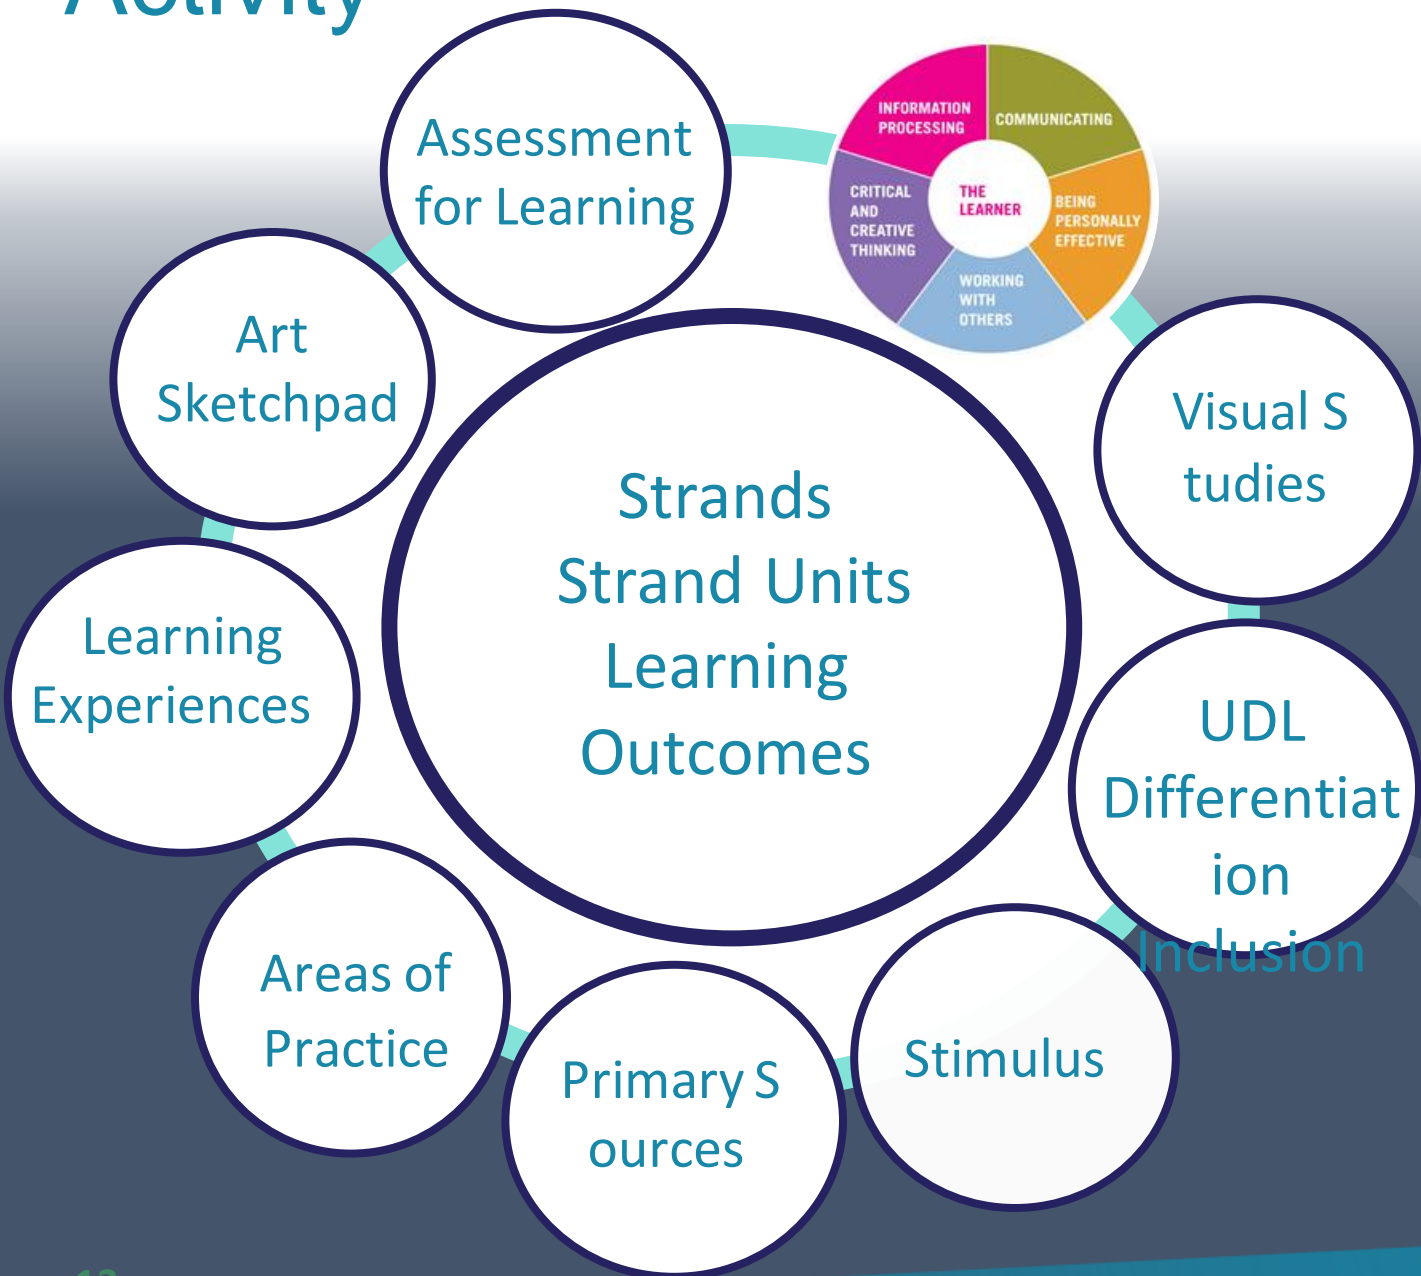 Activity
Assessment
for Learning
INFORMATION
PROCESSING
COMMUNICATING
CRITICAL
AND
CREATIVE
THINKING
THE
LEARNER
BEING
PERSONALLY
EFFECTIVE
WORKING
WITH
OTHERS
Art
Sketchpad
Visual S
tudies
Strands
Strand Units
Learning
Outcomes
Learning
Experiences
UDL
Differentiat
ion
Inclusion
Areas of
Practice
Primary S
ources
Stimulus